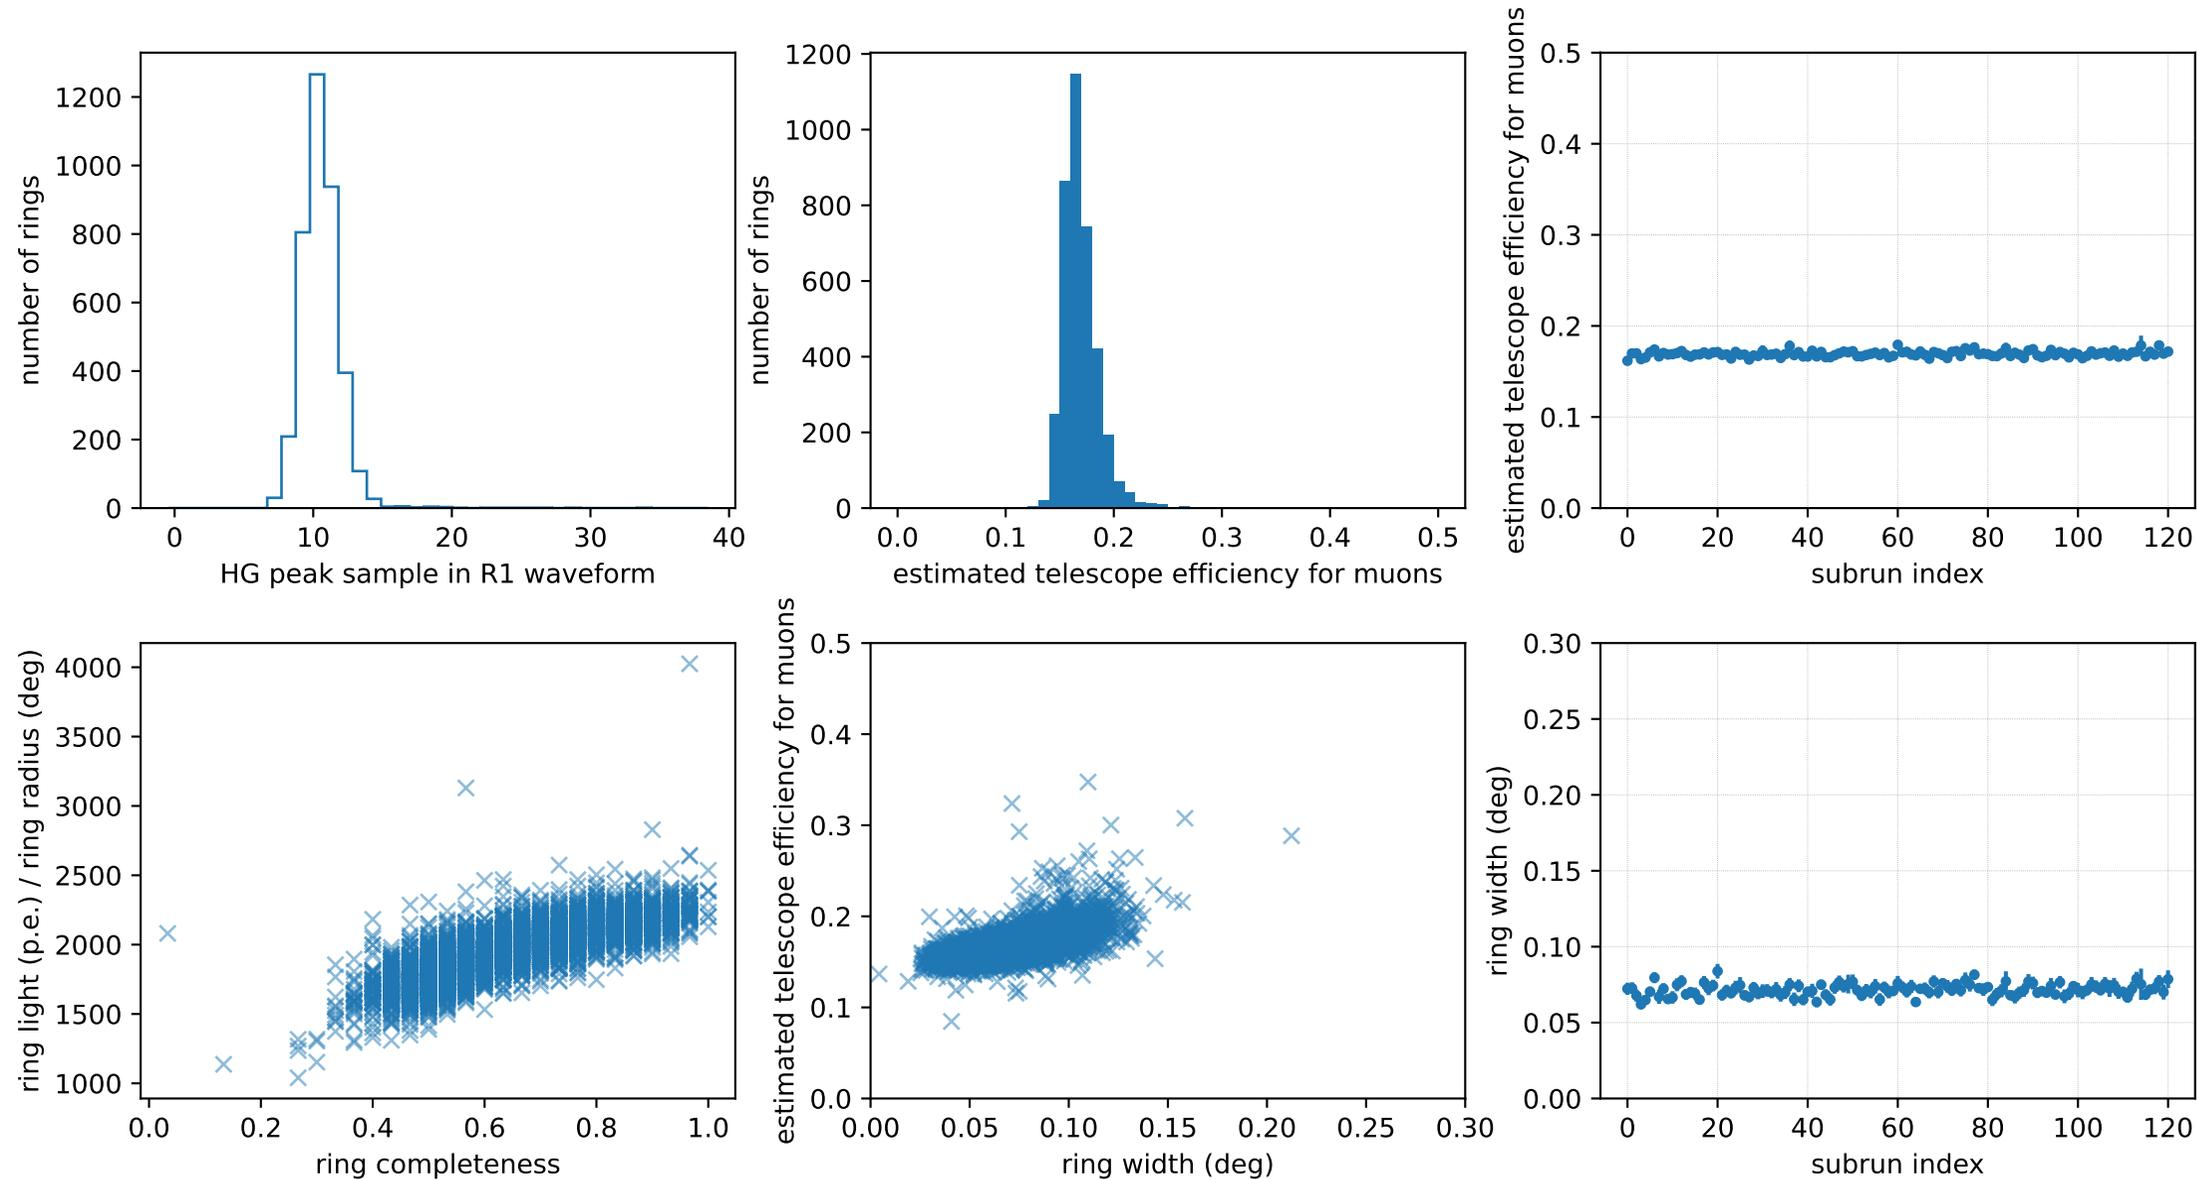 1200
1000
800
600
400
200
0
number of rings
0 10 20 30 40
HG peak sample in R1 waveform
1200
1000
800
600
400
200
0
number of rings
0.0 0.1 0.2 0.3 0.4 0.5
estimated telescope efficiency for muons
0.5
0.4
0.3
0.2
0.1
0.0
estimated telescope efficiency for muons
0 20 40 60 80 100 120
subrun index
4000
3500
3000
2500
2000
1500
1000
ring light (p.e.) / ring radius (deg)
0.0 0.2 0.4 0.6 0.8 1.0
ring completeness
0.5
0.4
0.3
0.2
0.1
0.0
estimated telescope efficiency for muons
0.00 0.05 0.10 0.15 0.20 0.25 0.30
ring width (deg)
0.30
0.25
0.20
0.15
0.10
0.05
0.00
ring width (deg)
0 20 40 60 80 100 120
subrun index